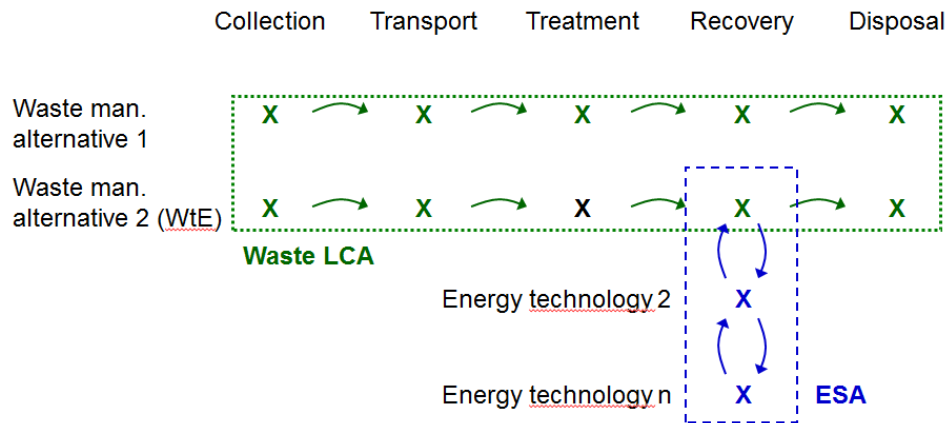 Collection Transport Treatment Recovery Disposal
Waste man. X X X X X
alternative 1
Waste man.
alternative 2 (WtE) X X X X X
Waste LCA
Energy technology 2 X
Energy technology n X ESA